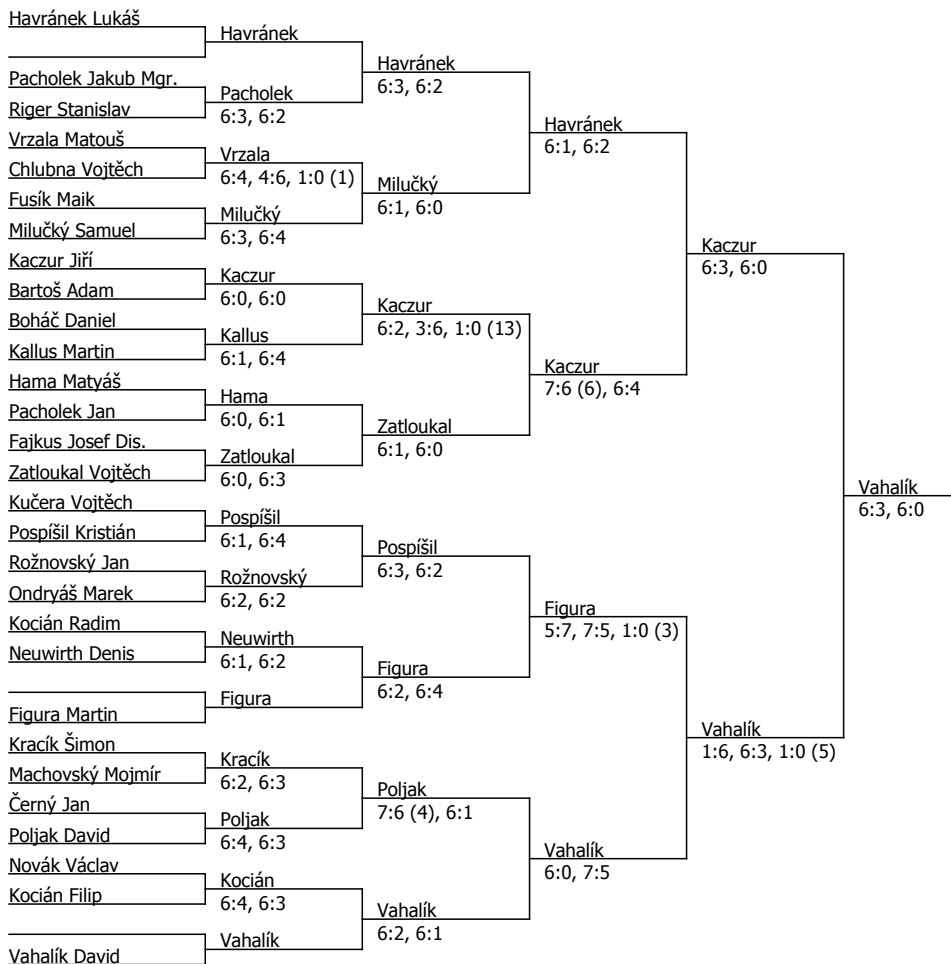 Havránek Lukáš
Pacholek Jakub Mgr.
Riger Stanislav
Vrzala Matouš
Chlubna Vojtěch
Fusík Maik
Milučký Samuel
Kaczur Jiří
Bartoš Adam
Boháč Daniel
Kallus Martin
Hama Matyáš
Pacholek Jan
Fajkus Josef Dis.
Zatloukal Vojtěch
Kučera Vojtěch
Pospíšil Kristián
Rožnovský Jan
Ondryáš Marek
Kocián Radim
Neuwirth Denis
Figura Martin
Kracík Šimon
Machovský Mojmír
Černý Jan
Poljak David
Novák Václav
Kocián Filip
Vahalík David
Havránek
Pacholek
6:3, 6:2
Vrzala
6:4, 4:6, 1:0 (1)
Milučký
6:3, 6:4
Kaczur
6:0, 6:0
Kallus
6:1, 6:4
Hama
6:0, 6:1
Zatloukal
6:0, 6:3
Pospíšil
6:1, 6:4
Rožnovský
6:2, 6:2
Neuwirth
6:1, 6:2
Figura
Kracík
6:2, 6:3
Poljak
6:4, 6:3
Kocián
6:4, 6:3
Vahalík
Havránek
6:3, 6:2
Milučký
6:1, 6:0
Kaczur
6:2, 3:6, 1:0 (13)
Zatloukal
6:1, 6:0
Pospíšil
6:3, 6:2
Figura
6:2, 6:4
Poljak
7:6 (4), 6:1
Vahalík
6:2, 6:1
Havránek
6:1, 6:2
Kaczur
7:6 (6), 6:4
Figura
5:7, 7:5, 1:0 (3)
Vahalík
6:0, 7:5
Kaczur
6:3, 6:0
Vahalík
1:6, 6:3, 1:0 (5)
Vahalík
6:3, 6:0